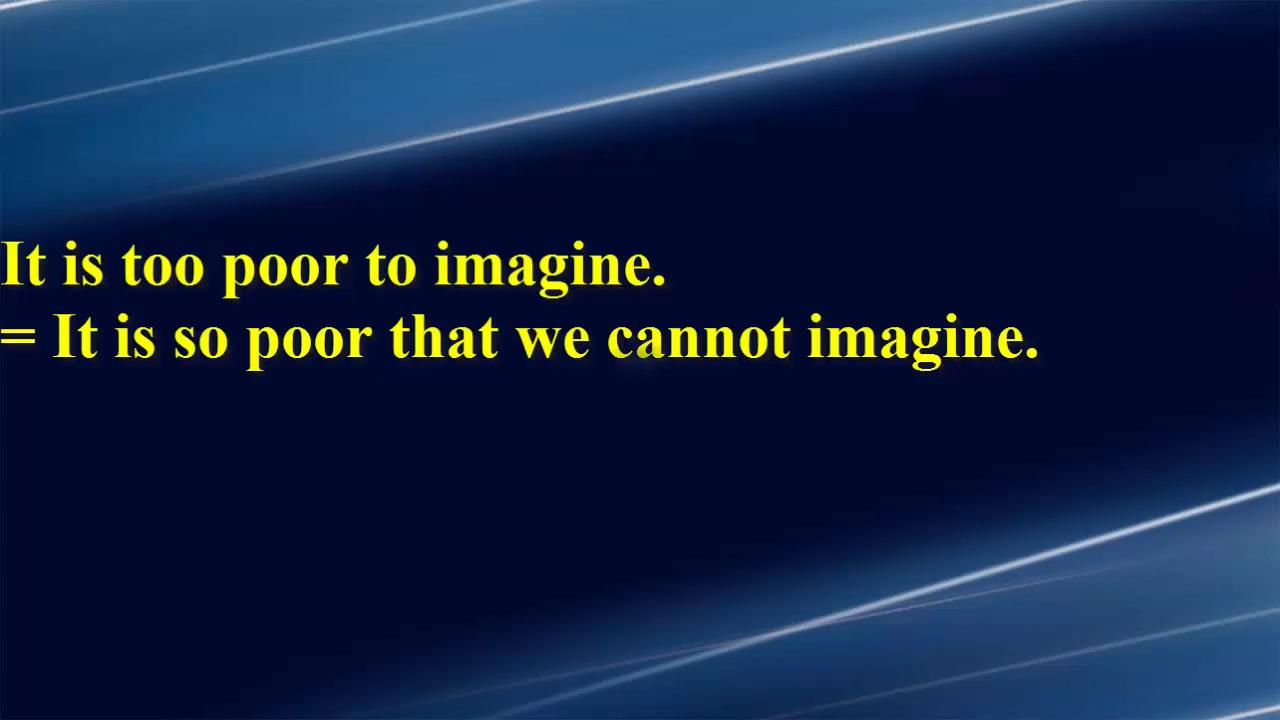 It is too poor to imagine.
= It is so poor that we cannot imagine.